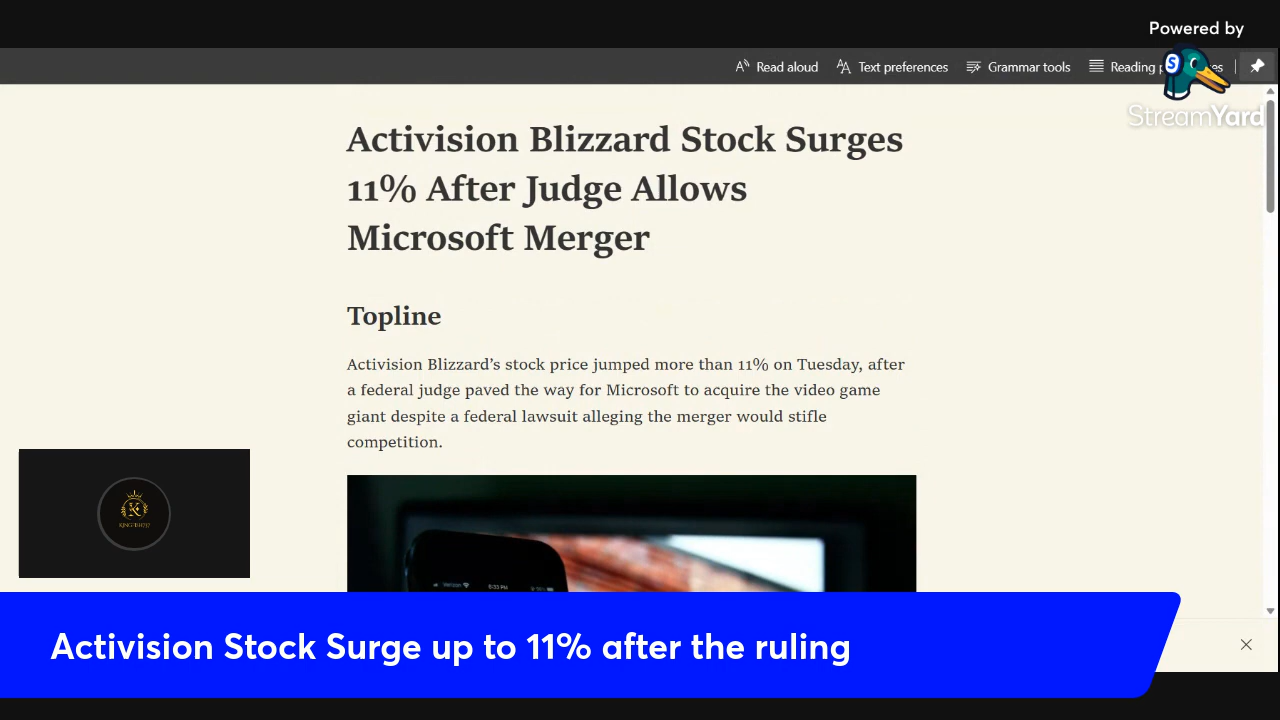 Powered by
Read aloud
Text preferences
Grammar tools
Reading
StreamYard
Activision Blizzard Stock Surges
11% After Judge Allows
Microsoft Merger
Topline
Activision Blizzard’s stock price jumped more than 11% on Tuesday, after
a federal judge paved the way for Microsoft to acquire the video game
giant despite a federal lawsuit alleging the merger would stifle
competition.
Verizon
Activision Stock Surge up to 11% after the ruling